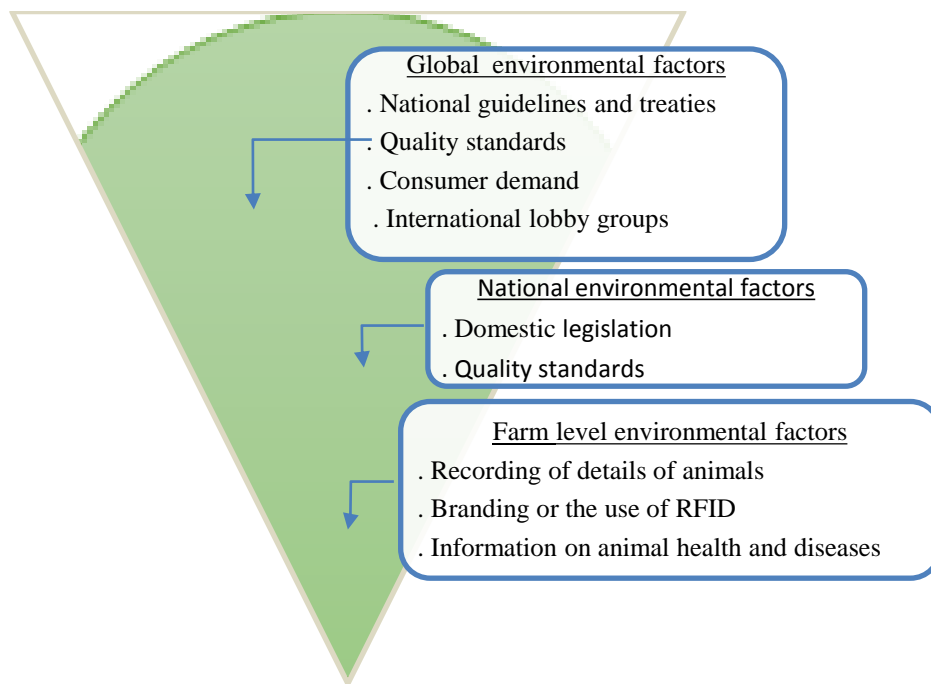 Global environmental factors
. National guidelines and treaties
. Quality standards
. Consumer demand
. International lobby groups
National environmental factors
. Domestic legislation
. Quality standards
Farm level environmental factors
. Recording of details of animals
. Branding or the use of RFID
. Information on animal health and diseases